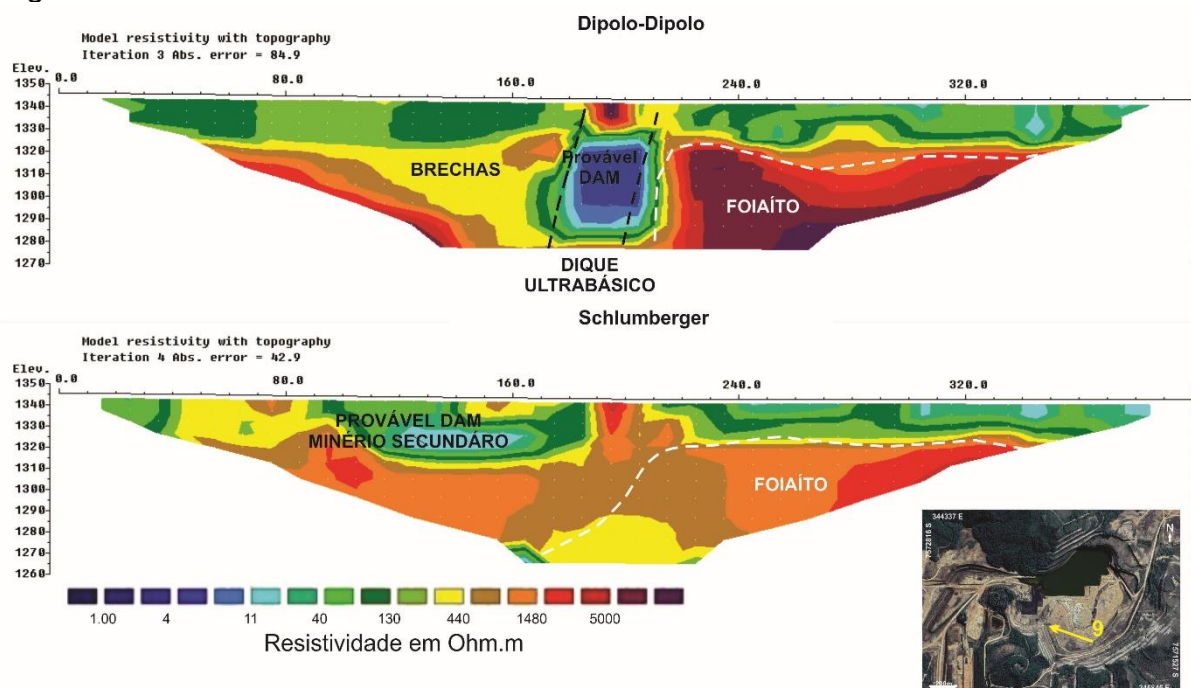 Dipolo-Dipolo
Model resistivity with topography
Iteration 3 Abs. error = 84.9
Elev.
0.0 80.0 160.0 240.0 320.0
1350
1340
1330
1320
1310
1300
1290
1280
1270
BRECHAS
Provável
DAM
FOIAÍTO
DIQUE
ULTRABÁSICO
Schlumberger
Model resistivity with topography
Iteration 4 Abs. error = 42.9
Elev.
0.0 80.0 160.0 240.0 320.0
1350
1340
1330
1320
1310
1300
1290
1280
1270
1260
PROVÁVEL DAM
MINÉRIO SECUNDÁRO
FOIAÍTO
1.00 4 11 40 130 440 1480 5000
Resistividade em Ohm.m
344337 E
7572816 S
N
9
7571527 S